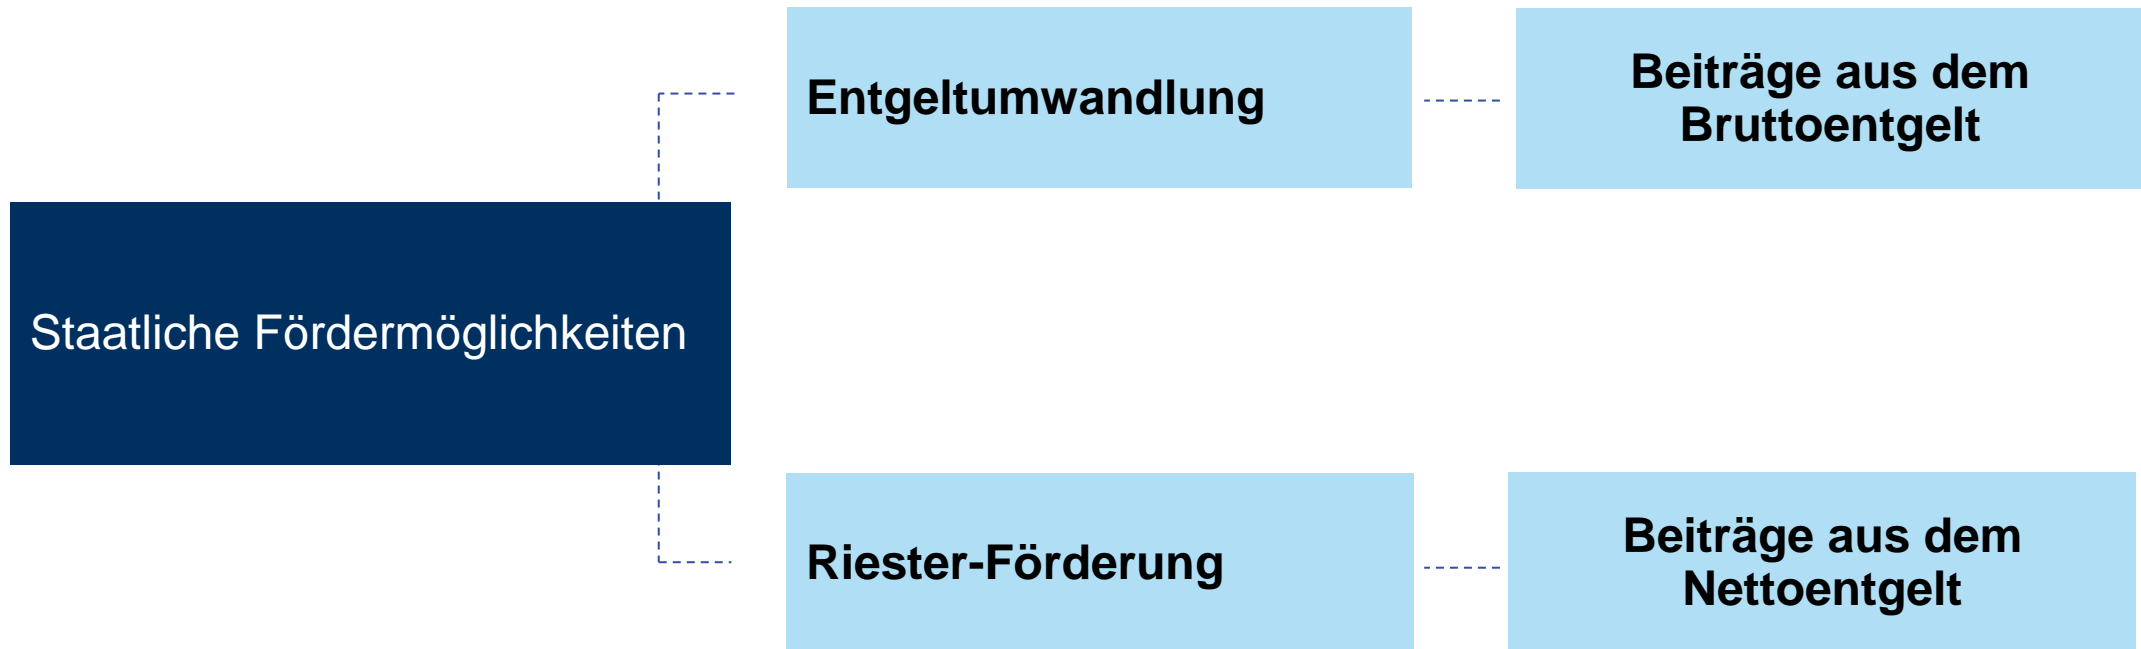 Entgeltumwandlung
Beiträge aus dem
Bruttoentgelt
Staatliche Fördermöglichkeiten
Riester-Förderung
Beiträge aus dem
Nettoentgelt